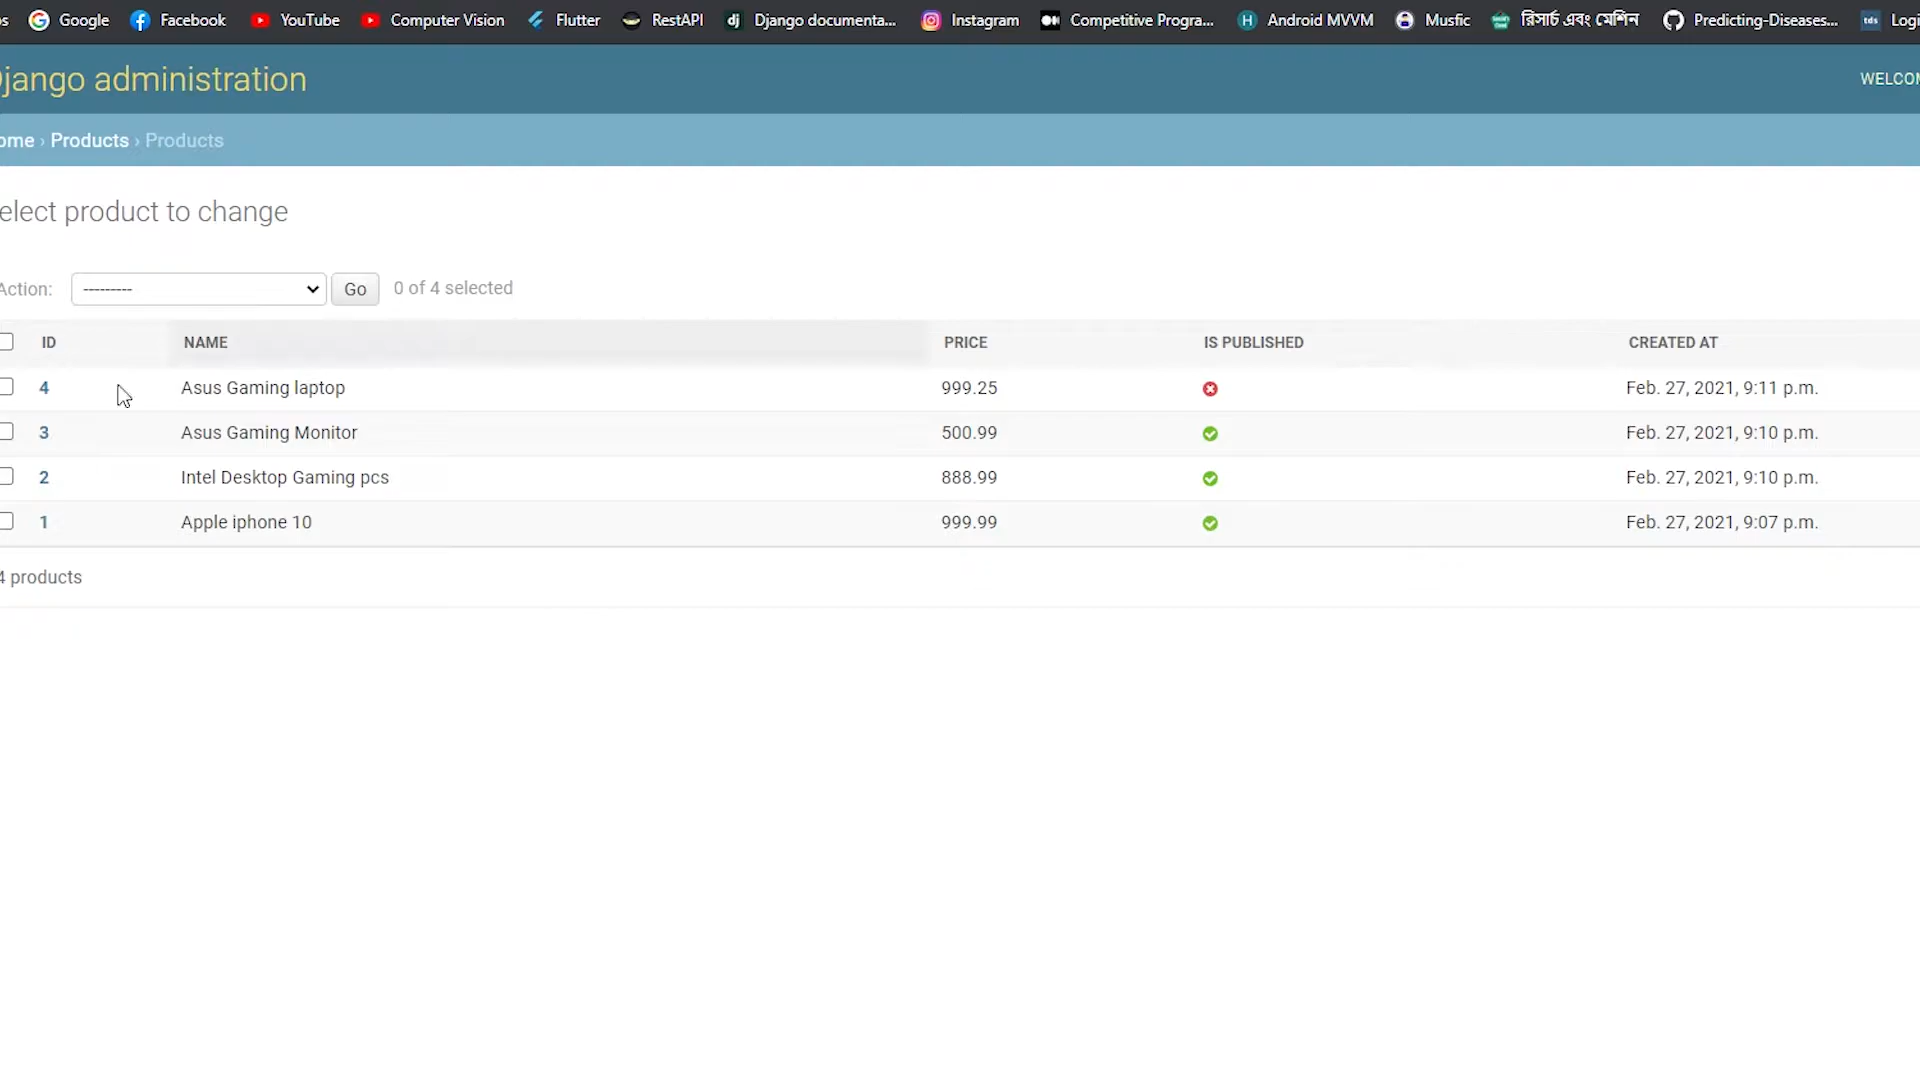 s Google Facebook YouTube Computer Vision Flutter RestAPI Django documenta... Instagram Competitive Progra... Android MVVM Musfic রিসার্চ এবং মেশিন Predicting-Diseases... tds Logi
jango administration WELCOM
ome › Products › Products
elect product to change
Action: --------- Go 0 of 4 selected
ID NAME PRICE IS PUBLISHED CREATED AT
4 Asus Gaming laptop 999.25 Feb. 27, 2021, 9:11 p.m.
3 Asus Gaming Monitor 500.99 Feb. 27, 2021, 9:10 p.m.
2 Intel Desktop Gaming pcs 888.99 Feb. 27, 2021, 9:10 p.m.
1 Apple iphone 10 999.99 Feb. 27, 2021, 9:07 p.m.
4 products